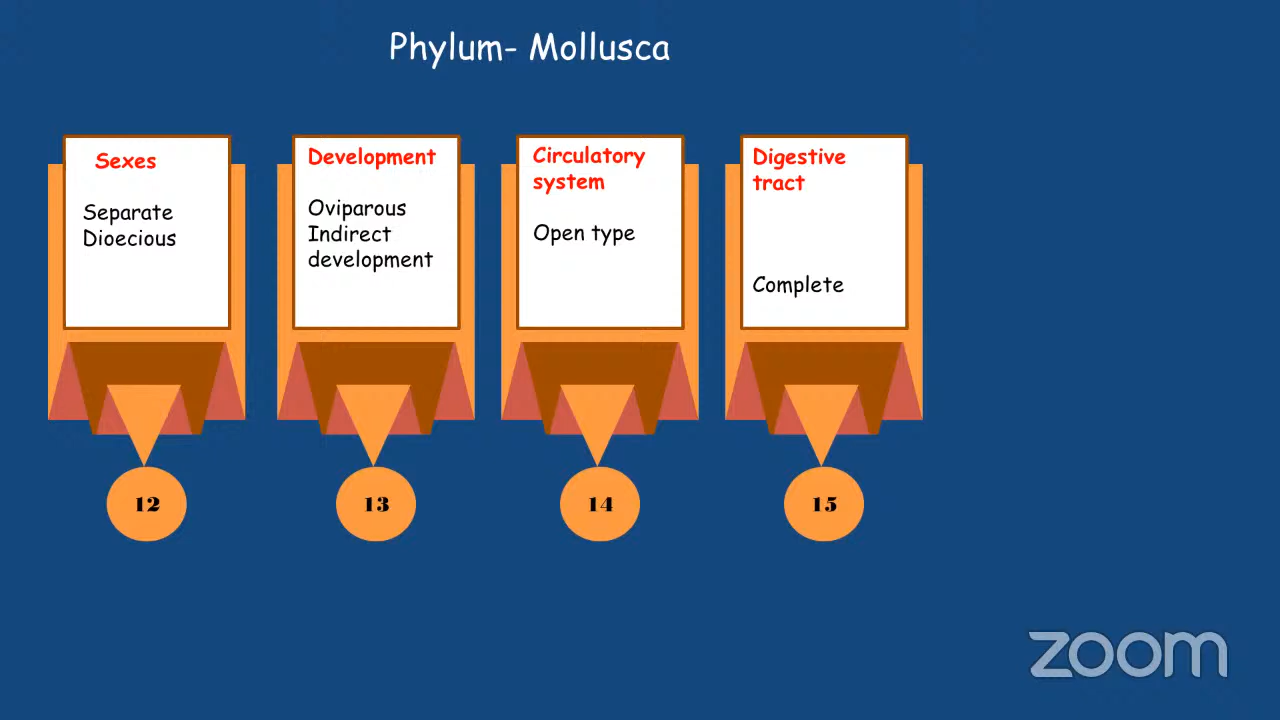 Phylum- Mollusca
Sexes
Separate
Dioecious
12
Development
Oviparous
Indirect
development
13
Circulatory
system
Open type
14
Digestive
tract
Complete
15
zoom